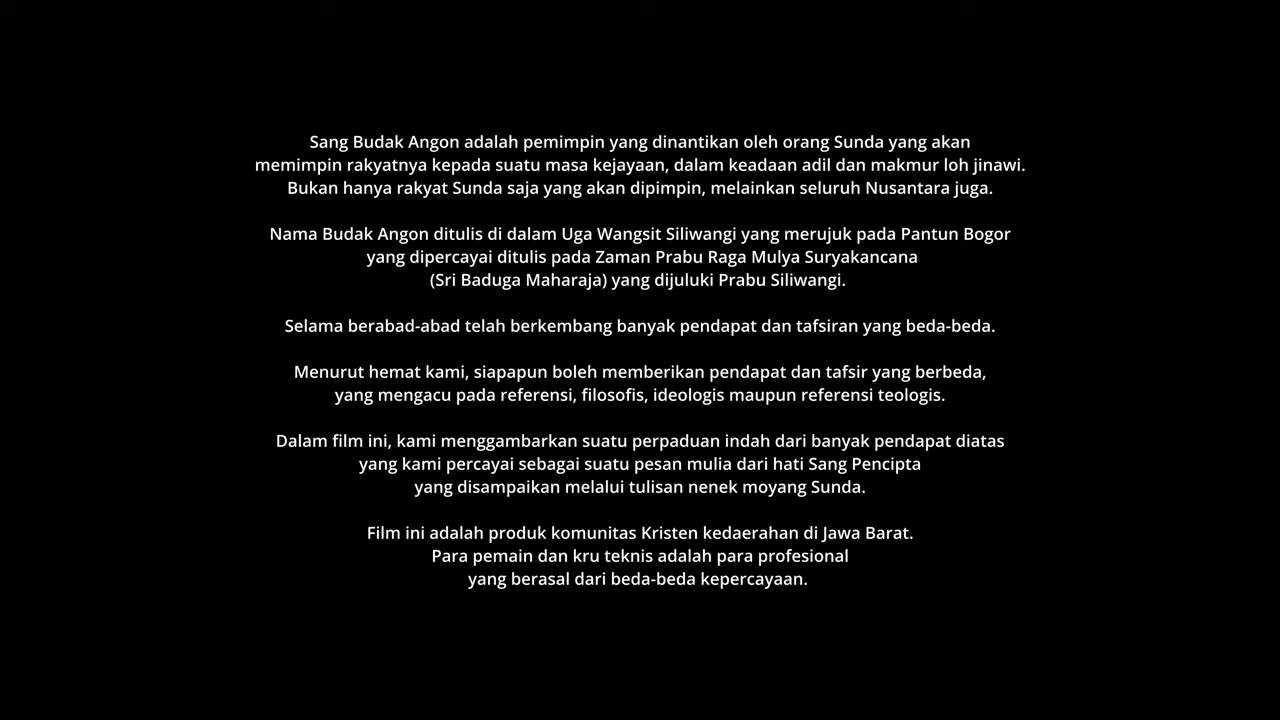 Sang Budak Angon adalah pemimpin yang dinantikan oleh orang Sunda yang akan
memimpin rakyatnya kepada suatu masa kejayaan, dalam keadaan adil dan makmur loh jinawi.
Bukan hanya rakyat Sunda saja yang akan dipimpin, melainkan seluruh Nusantara juga.
Nama Budak Angon ditulis di dalam Uga Wangsit Siliwangi yang merujuk pada Pantun Bogor
yang dipercayai ditulis pada Zaman Prabu Raga Mulya Suryakancana
(Sri Baduga Maharaja) yang dijuluki Prabu Siliwangi.
Selama berabad-abad telah berkembang banyak pendapat dan tafsiran yang beda-beda.
Menurut hemat kami, siapapun boleh memberikan pendapat dan tafsir yang berbeda,
yang mengacu pada referensi, filosofis, ideologis maupun referensi teologis.
Dalam film ini, kami menggambarkan suatu perpaduan indah dari banyak pendapat diatas
yang kami percayai sebagai suatu pesan mulia dari hati Sang Pencipta
yang disampaikan melalui tulisan nenek moyang Sunda.
Film ini adalah produk komunitas Kristen kedaerahan di Jawa Barat.
Para pemain dan kru teknis adalah para profesional
yang berasal dari beda-beda kepercayaan.